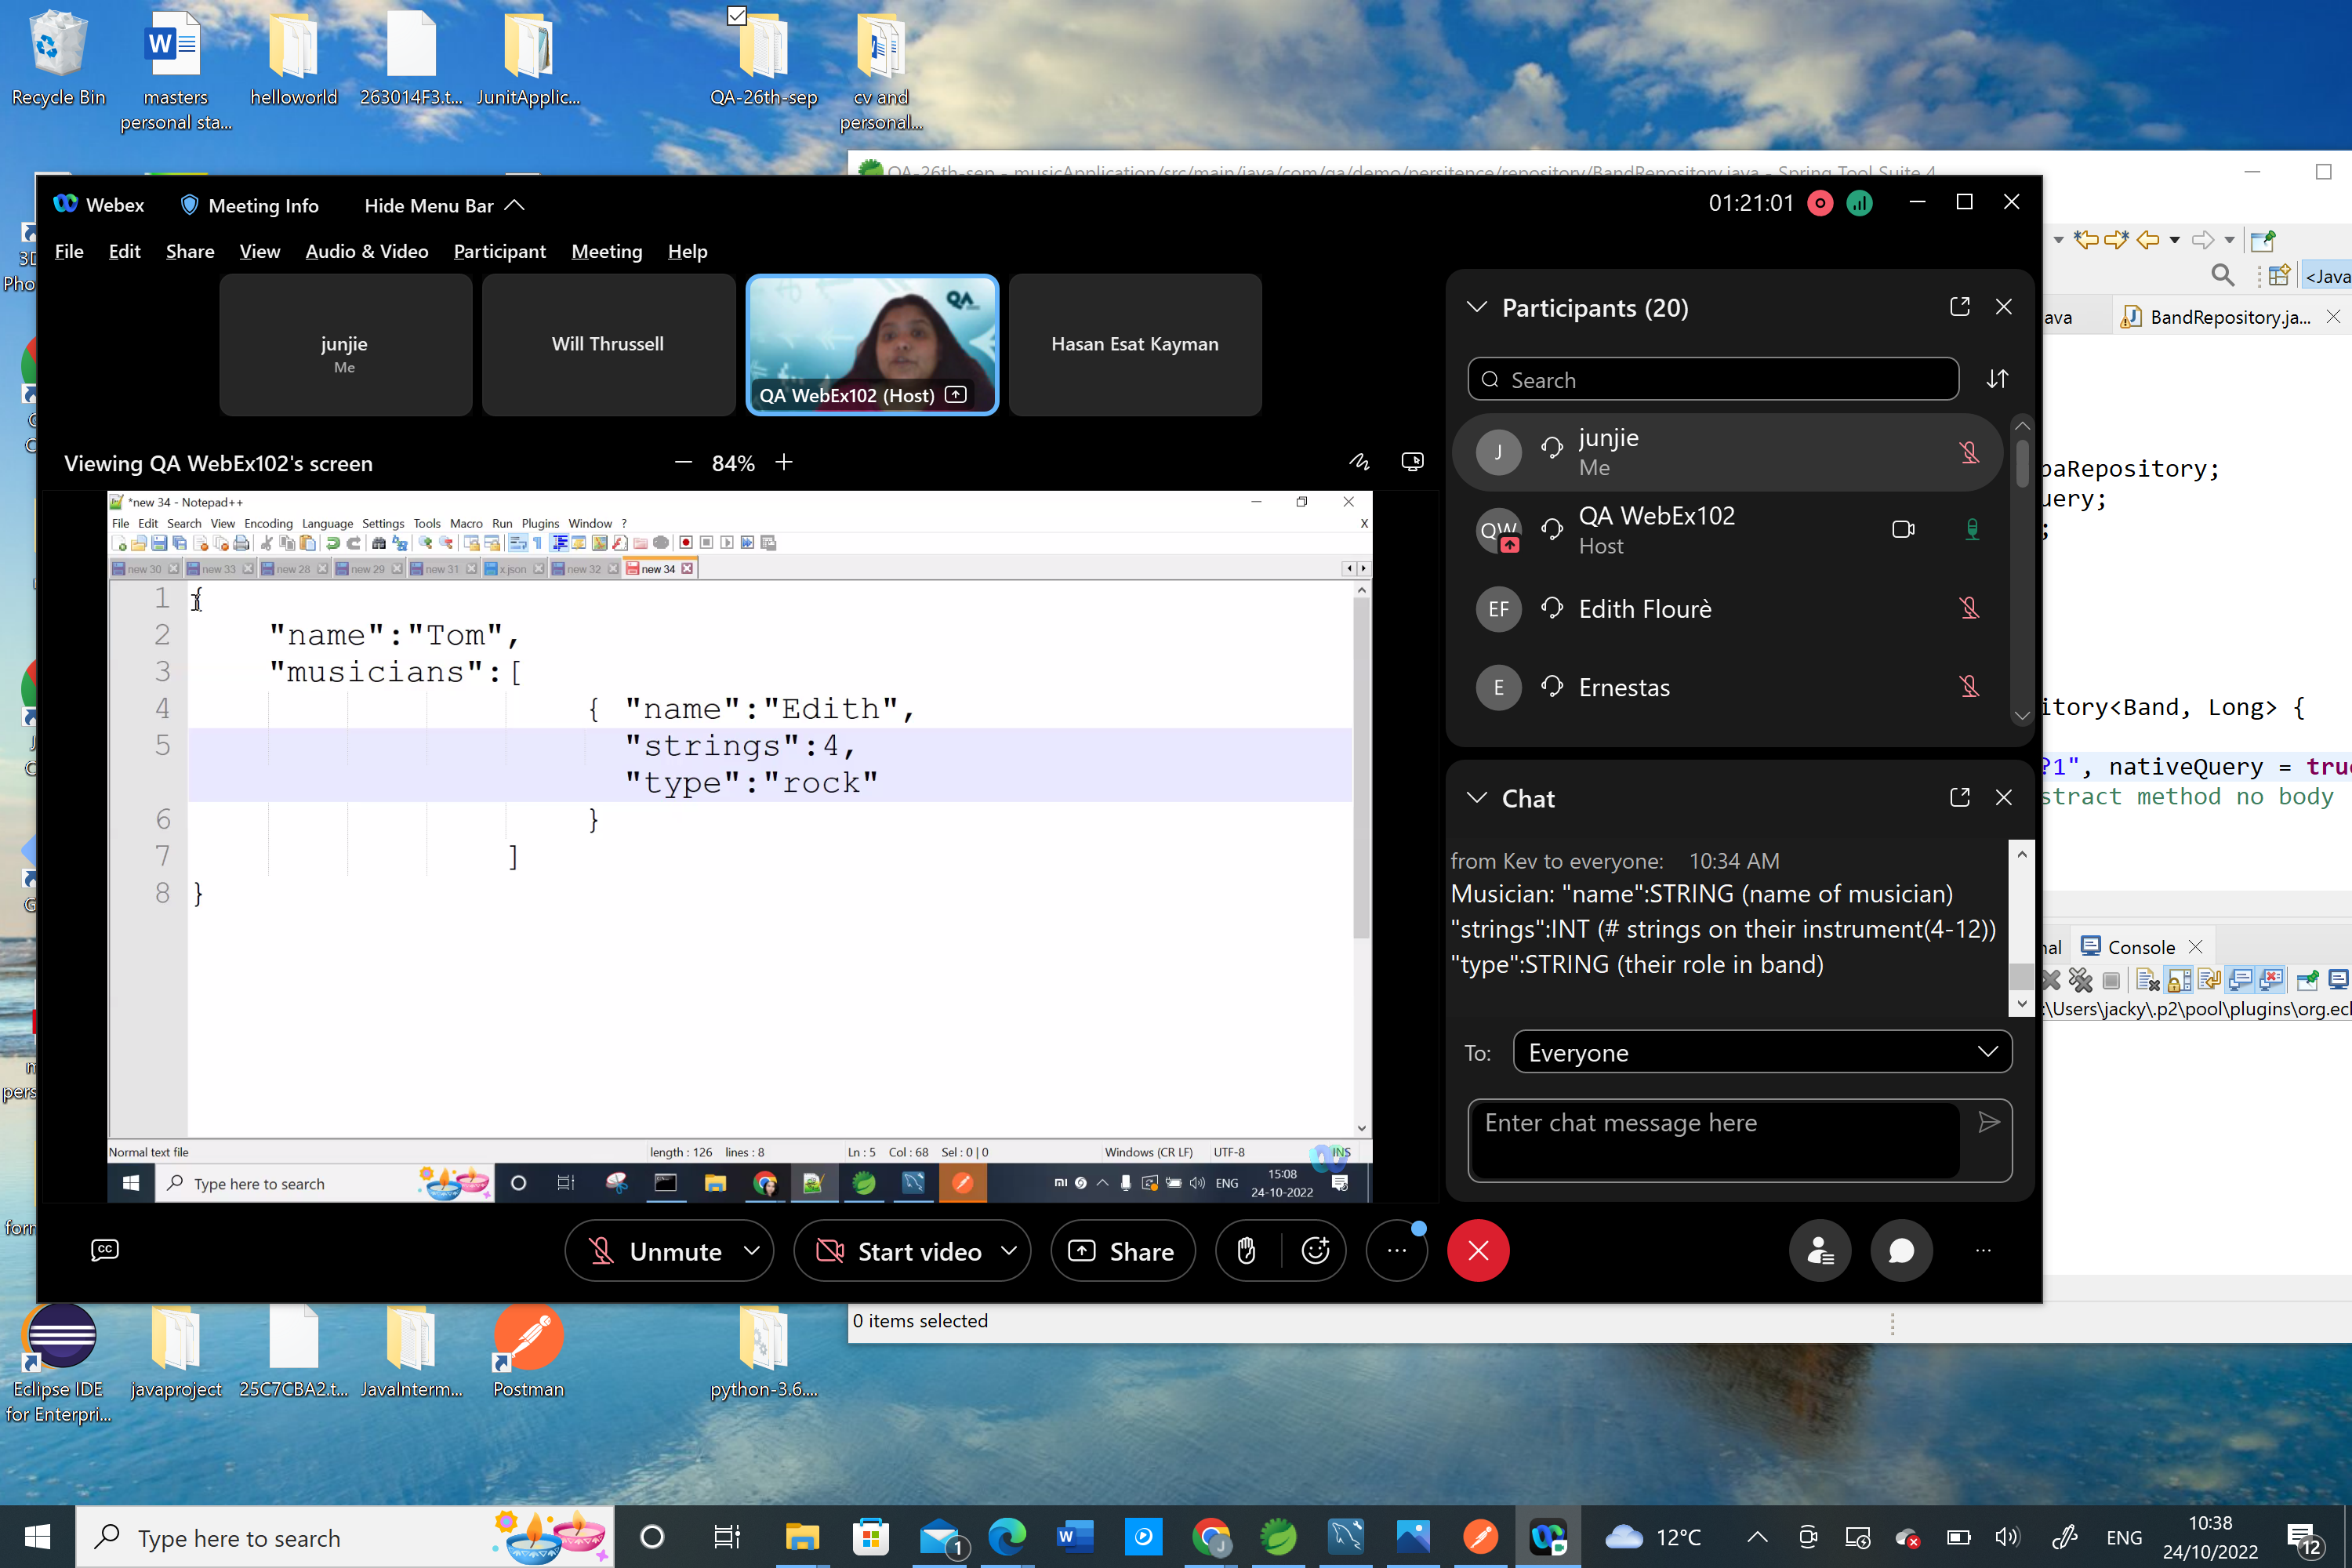 Recycle Bin
masters
personal sta...
helloworld
263014F3.t...
JunitApplic...
QA-26th-sep
cv and
personal...
QA-26th-sep - musicApplication/src/main/java/com/qa/demo/persitence/repository/BandRepository.java - Spring Tool Suite 4
Webex
Meeting Info
Hide Menu Bar
01:21:01
File Edit Share View Audio & Video Participant Meeting Help
junjie
Me
Will Thrussell
QA
QA WebEx102 (Host)
Hasan Esat Kayman
Viewing QA WebEx102's screen
84%
*new 34 - Notepad++
File Edit Search View Encoding Language Settings Tools Macro Run Plugins Window ?
X
new 30
new 33
new 28
new 29
new 31
x.json
new 32
new 34
1 {
2 "name":"Tom",
3 "musicians":[
4 { "name":"Edith",
5 "strings":4,
"type":"rock"
6 }
7 ]
8 }
Normal text file
length : 126 lines : 8
Ln : 5 Col : 68 Sel : 0 | 0
Windows (CR LF)
UTF-8
INS
Type here to search
ENG
15:08
24-10-2022
Participants (20)
Search
J
junjie
Me
QW
QA WebEx102
Host
EF
Edith Flourè
E
Ernestas
Chat
from Kev to everyone: 10:34 AM
Musician: "name":STRING (name of musician)
"strings":INT (# strings on their instrument(4-12))
"type":STRING (their role in band)
To:
Everyone
Enter chat message here
CC
Unmute
Start video
Share
<Java
ava
BandRepository.ja...
paRepository;
uery;
;
itory<Band, Long> {
?1", nativeQuery = true
stract method no body
nal
Console
:\Users\jacky\.p2\pool\plugins\org.ecl
0 items selected
Eclipse IDE
for Enterpri...
javaproject
25C7CBA2.t...
JavaInterm...
Postman
python-3.6....
Type here to search
1
12°C
ENG
10:38
24/10/2022
12